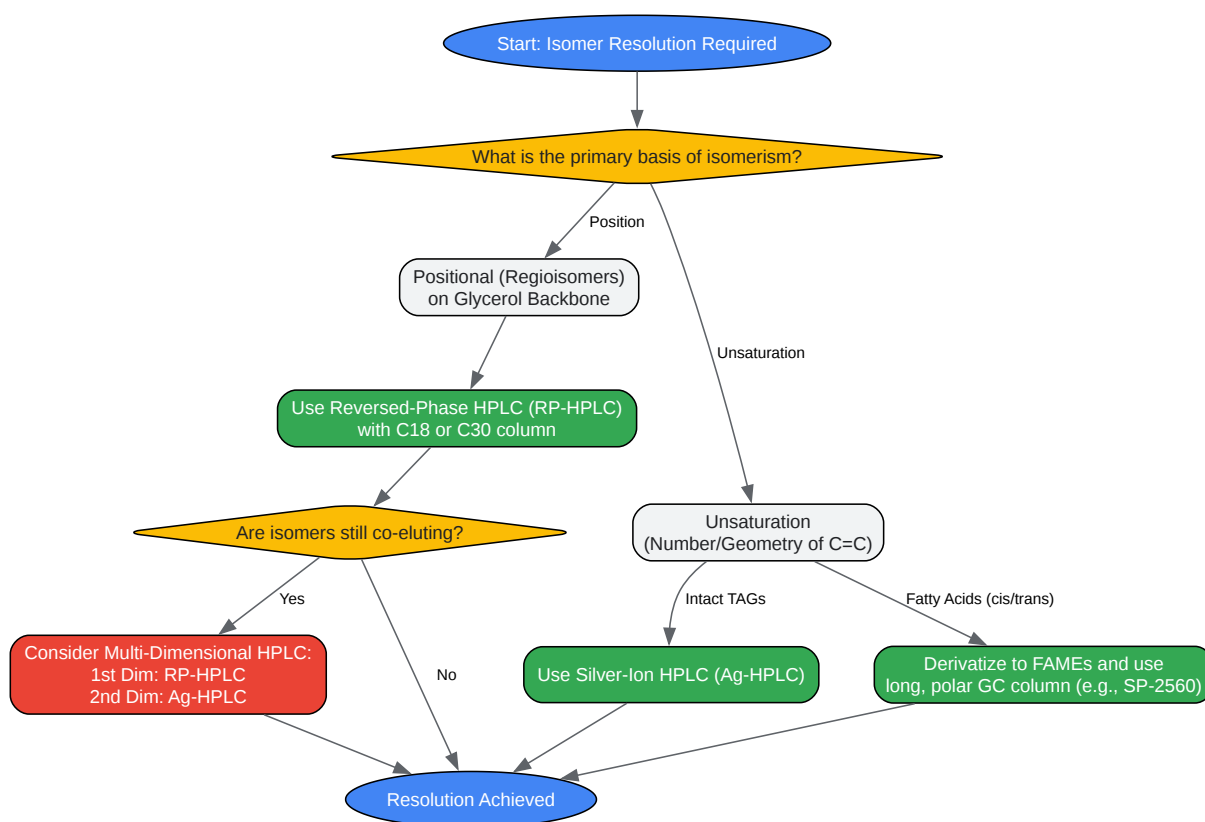 Start: Isomer Resolution Required
What is the primary basis of isomerism?
Position
Positional (Regioisomers)
on Glycerol Backbone
Unsaturation
Use Reversed-Phase HPLC (RP-HPLC)
with C18 or C30 column
Are isomers still co-eluting?
Unsaturation
(Number/Geometry of C=C)
Yes
Intact TAGs
Fatty Acids (cis/trans)
Consider Multi-Dimensional HPLC:
1st Dim: RP-HPLC
2nd Dim: Ag-HPLC
No
Use Silver-Ion HPLC (Ag-HPLC)
Derivatize to FAMEs and use
long, polar GC column (e.g., SP-2560)
Resolution Achieved